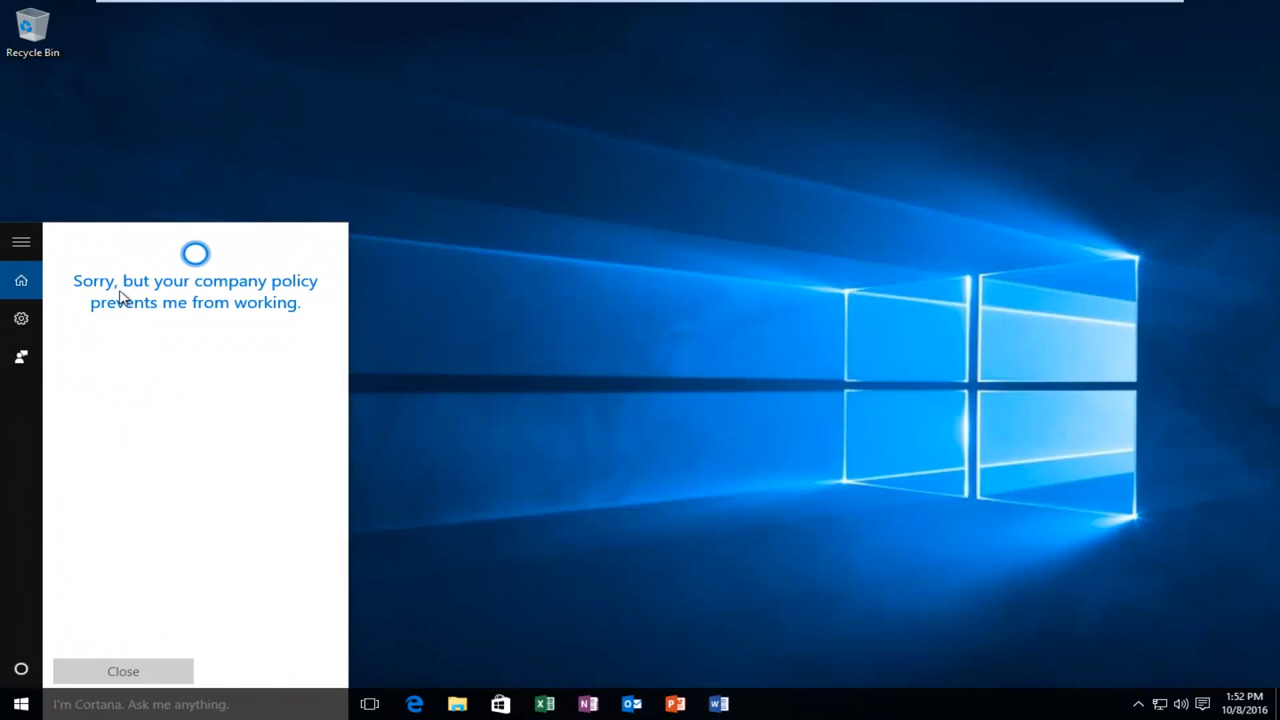 Recycle Bin
Sorry, but your company policy
prevents me from working.
Close
I'm Cortana. Ask me anything.
1:52 PM
10/8/2016